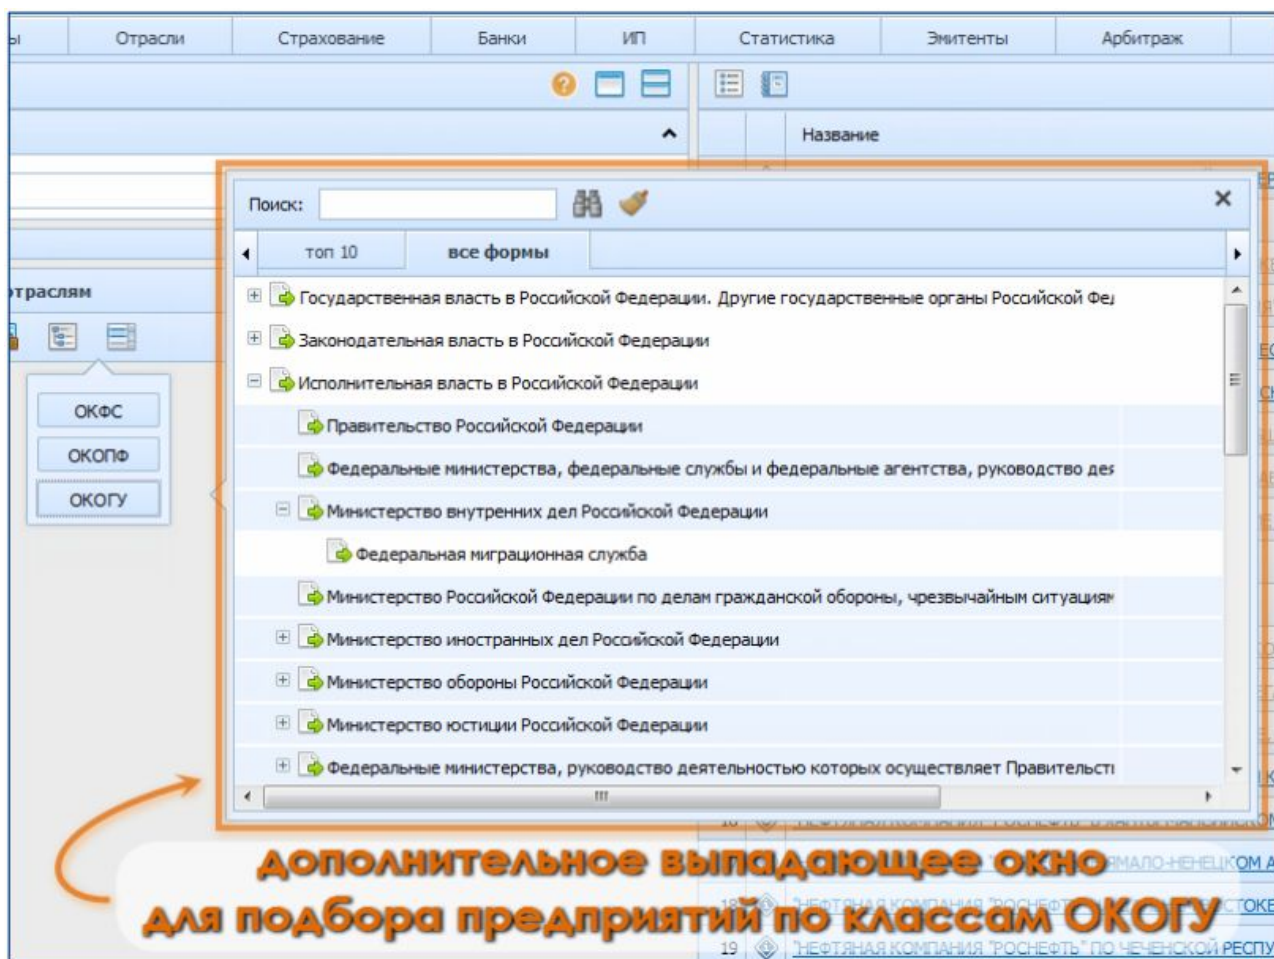 Отрасли Страхование Банки ИП Статистика Эмитенты Арбитраж
Название
Поиск:
топ 10 все формы
отраслям
Государственная власть в Российской Федерации. Другие государственные органы Российской Фе
Законодательная власть в Российской Федерации
Исполнительная власть в Российской Федерации
ОКФС
Правительство Российской Федерации
ОКОПФ
Федеральные министерства, федеральные службы и федеральные агентства, руководство дея
ОКОГУ
Министерство внутренних дел Российской Федерации
Федеральная миграционная служба
Министерство Российской Федерации по делам гражданской обороны, чрезвычайным ситуациям
Министерство иностранных дел Российской Федерации
Министерство обороны Российской Федерации
Министерство юстиции Российской Федерации
Федеральные министерства, руководство деятельностью которых осуществляет Правительст
дополнительное выпадающее окно
для подбора предприятий по классам ОКОГУ
19 "НЕФТЯНАЯ КОМПАНИЯ "РОСНЕФТЬ" ПО ЧЕЧЕНСКОЙ РЕСПУ